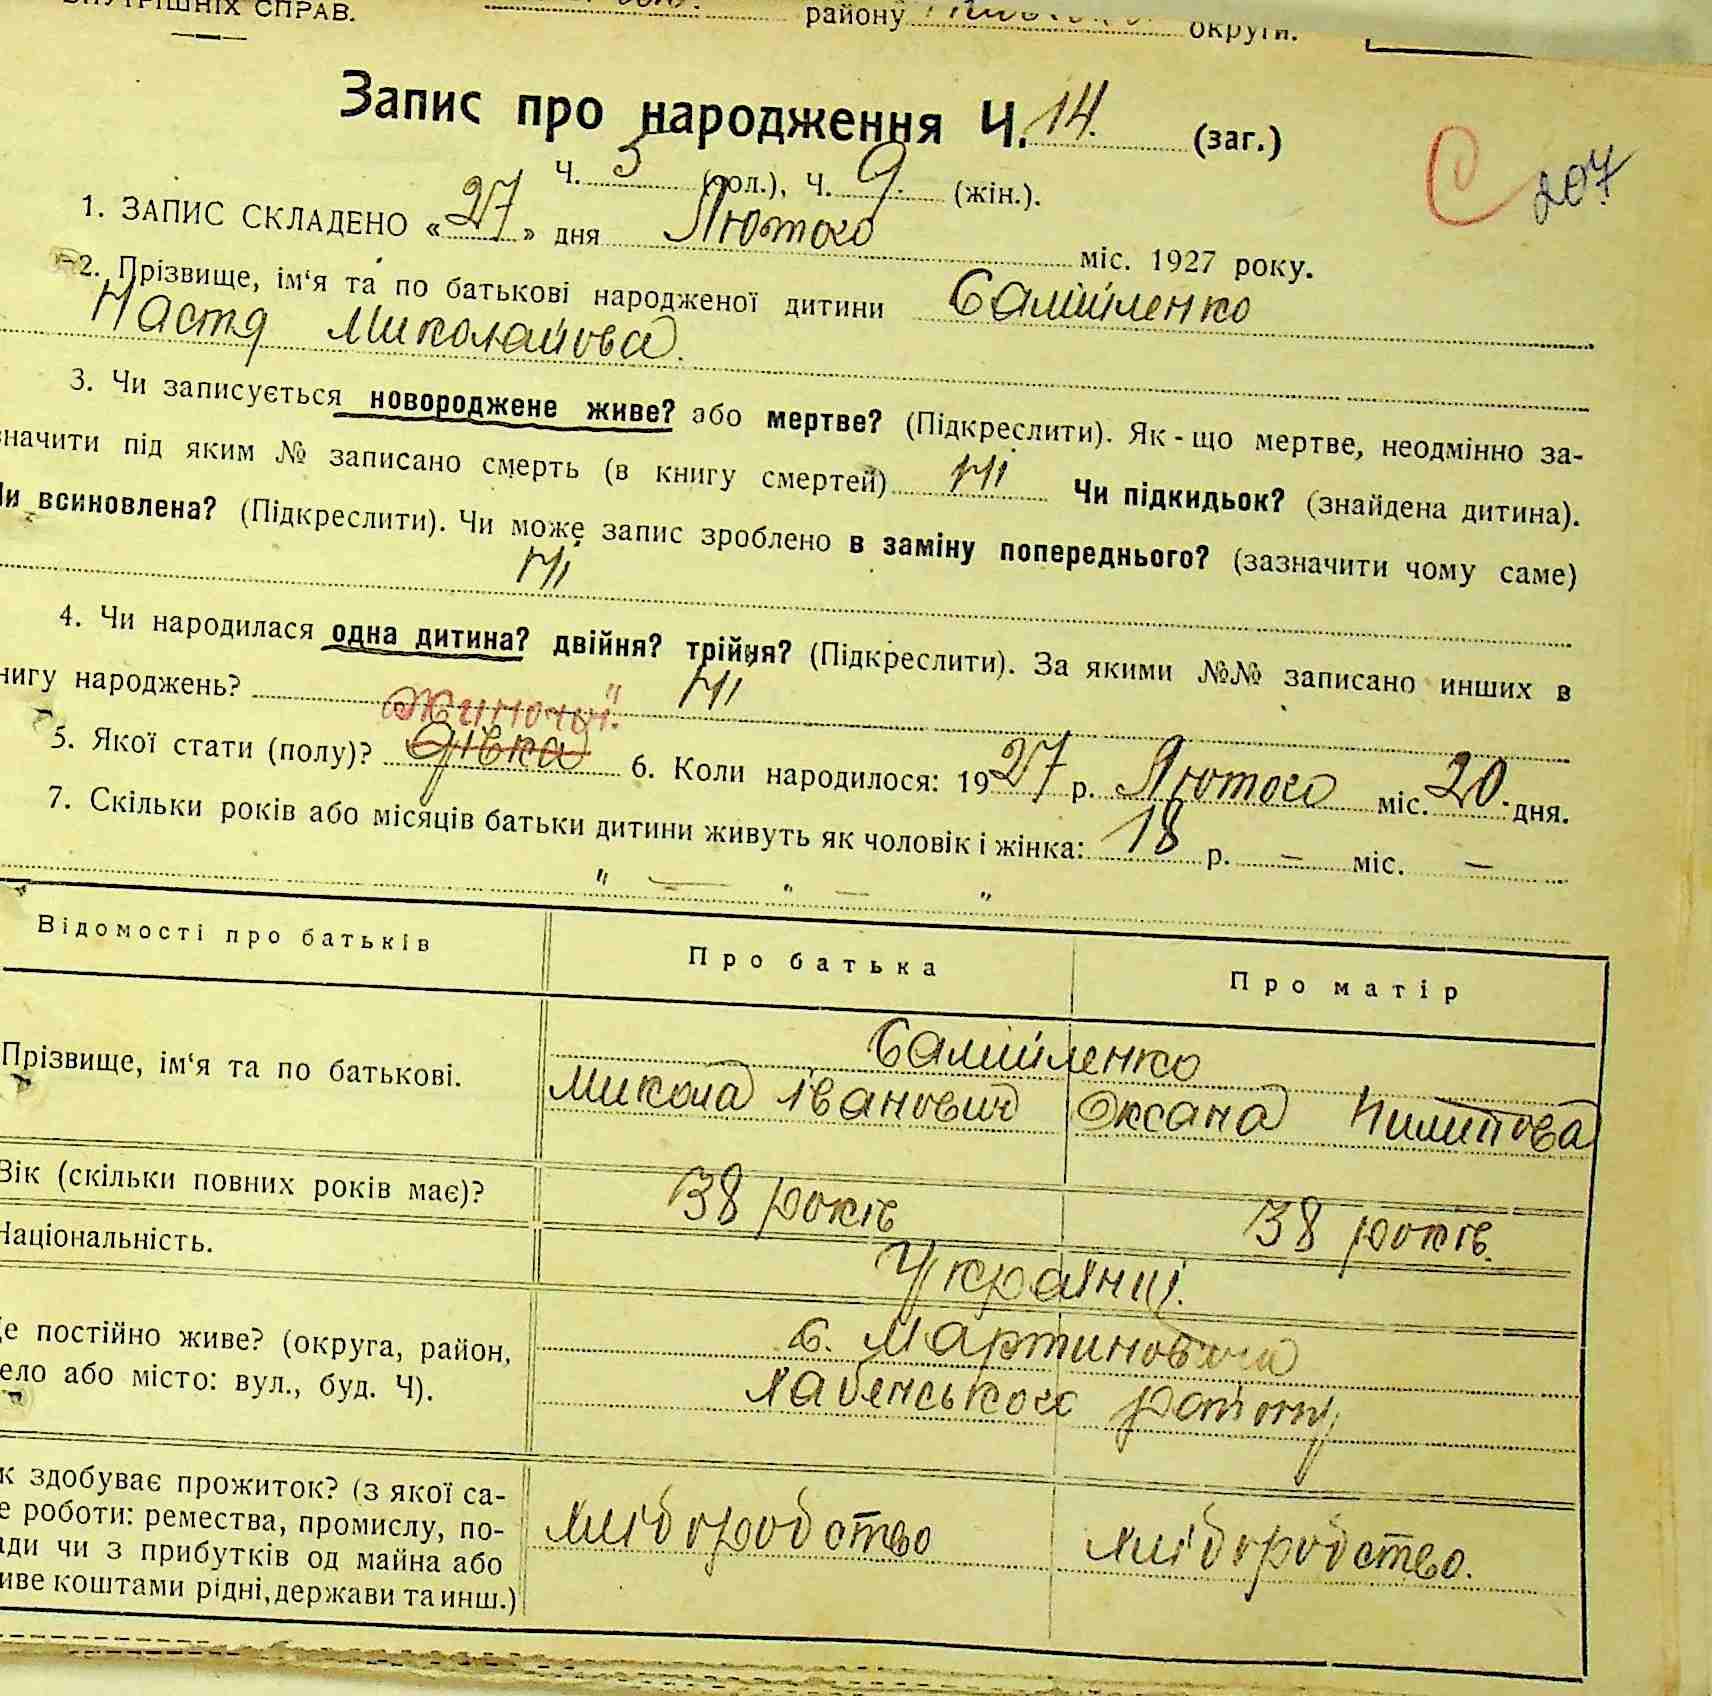 ВНУТРІШНІХ СПРАВ.
району округи.
Запис про народження Ч. 14. (заг.)
207
Ч. 5 (чол.), Ч. 9. (жін.).
1. ЗАПИС СКЛАДЕНО « 27 » дня Лютого міс. 1927 року.
2. Прізвище, ім‘я та по батькові народженої дитини Самійленко
Настя Миколайова.
3. Чи записується новороджене живе? або мертве? (Підкреслити). Як-що мертве, неодмінно за-
значити під яким № записано смерть (в книгу смертей) Ні Чи підкидьок? (знайдена дитина).
Чи всиновлена? (Підкреслити). Чи може запис зроблено в заміну попереднього? (зазначити чому саме)
Ні
4. Чи народилася одна дитина? двійня? трійня? (Підкреслити). За якими №№ записано инших в
книгу народжень? Ні
Жиночий.
5. Якої стати (полу)? дівка 6. Коли народилося: 1927 р. Лютого міс. 20. дня.
7. Скільки років або місяців батьки дитини живуть як чоловік і жінка: 18 р. — міс. —
" — " — "
Відомості про батьків Про батька Про матір
Самійленко
Прізвище, ім‘я та по батькові. Микола Іванович Оксана Пилипова
Вік (скільки повних років має)? 38 років 38 років.
Національність. Українці.
Де постійно живе? (округа, район, с. Мартиновичі
село або місто: вул., буд. Ч). Хабенського району
Як здобуває прожиток? (з якої са-
ме роботи: ремества, промислу, по- хліборобство хліборобство.
сади чи з прибутків од майна або
живе коштами рідні, держави та инш.)